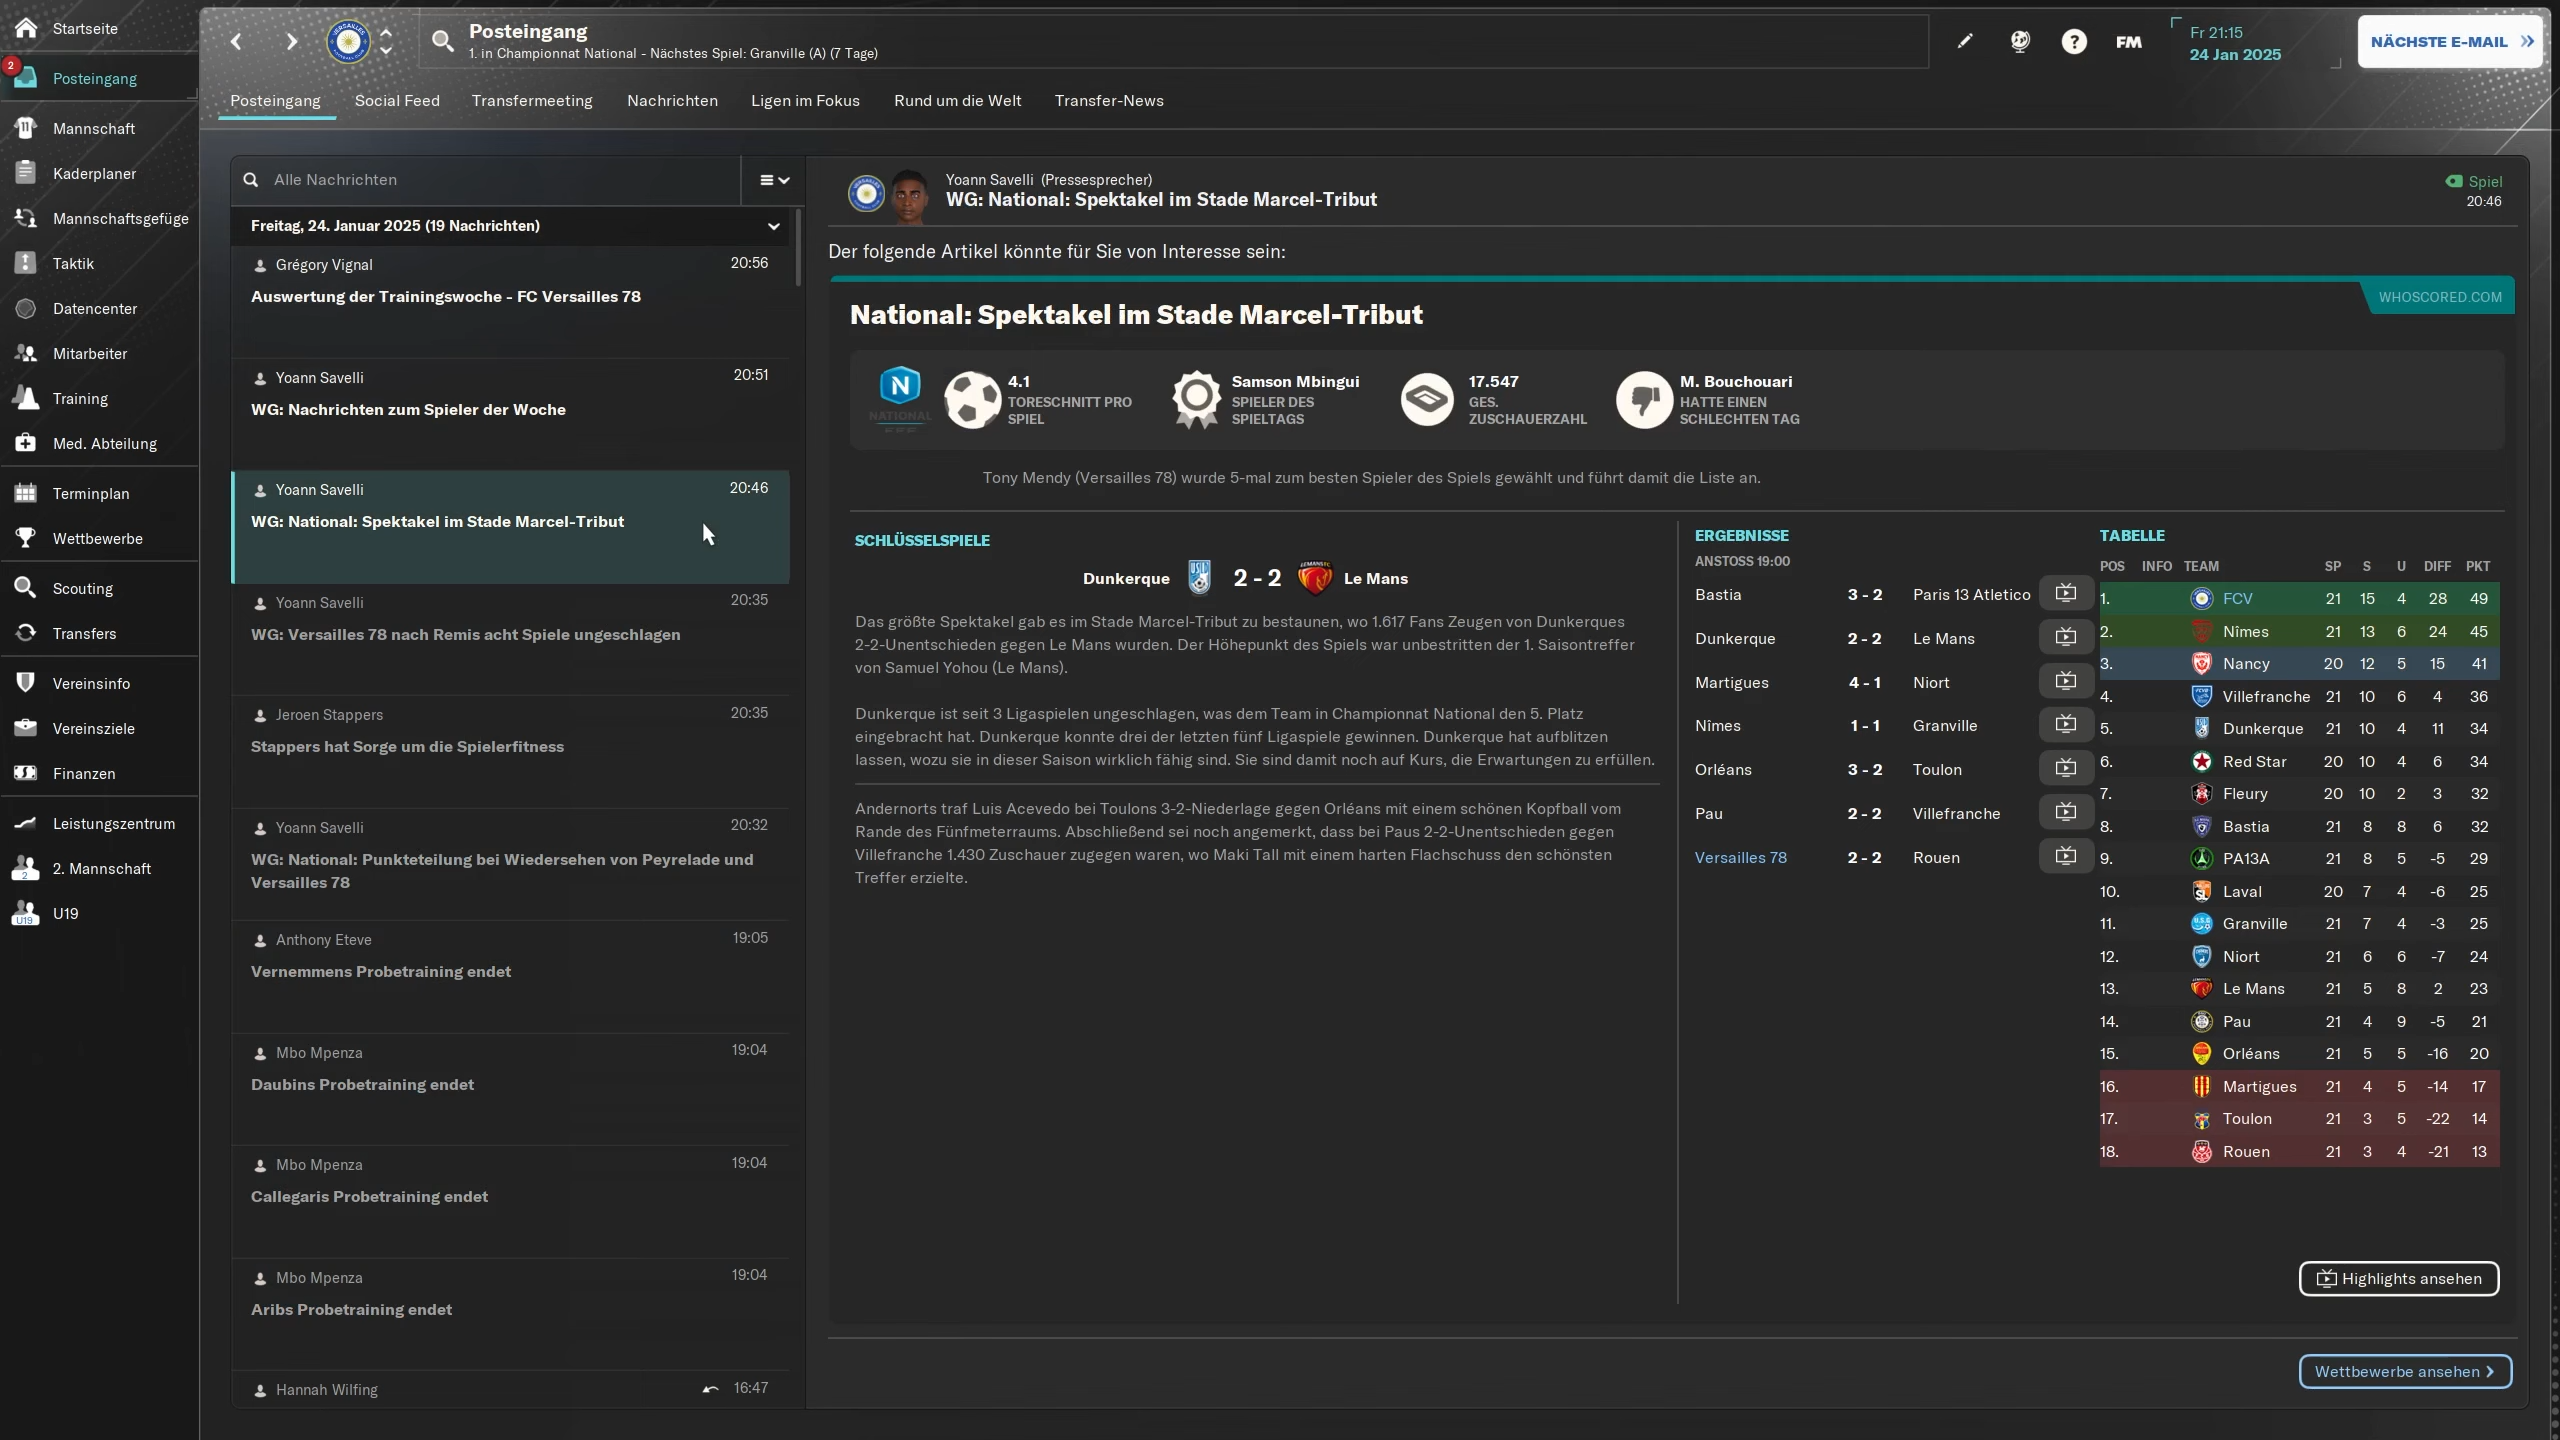 Startseite
2
Posteingang
Mannschaft
Kaderplaner
Mannschaftsgefüge
Taktik
Datencenter
Mitarbeiter
Training
Med. Abteilung
Terminplan
Wettbewerbe
Scouting
Transfers
Vereinsinfo
Vereinsziele
Finanzen
Leistungszentrum
2. Mannschaft
U19
Posteingang
1. in Championnat National - Nächstes Spiel: Granville (A) (7 Tage)
FM
Fr 21:15
24 Jan 2025
NÄCHSTE E-MAIL
Posteingang Social Feed Transfermeeting Nachrichten Ligen im Fokus Rund um die Welt Transfer-News
Alle Nachrichten
Freitag, 24. Januar 2025 (19 Nachrichten)
Grégory Vignal 20:56
Auswertung der Trainingswoche - FC Versailles 78
Yoann Savelli 20:51
WG: Nachrichten zum Spieler der Woche
Yoann Savelli 20:46
WG: National: Spektakel im Stade Marcel-Tribut
Yoann Savelli 20:35
WG: Versailles 78 nach Remis acht Spiele ungeschlagen
Jeroen Stappers 20:35
Stappers hat Sorge um die Spielerfitness
Yoann Savelli 20:32
WG: National: Punkteteilung bei Wiedersehen von Peyrelade und
Versailles 78
Anthony Eteve 19:05
Vernemmens Probetraining endet
Mbo Mpenza 19:04
Daubins Probetraining endet
Mbo Mpenza 19:04
Callegaris Probetraining endet
Mbo Mpenza 19:04
Aribs Probetraining endet
Hannah Wilfing 16:47
Yoann Savelli (Pressesprecher)
WG: National: Spektakel im Stade Marcel-Tribut
Spiel
20:46
Der folgende Artikel könnte für Sie von Interesse sein:
WHOSCORED.COM
National: Spektakel im Stade Marcel-Tribut
N
NATIONAL
4.1
TORESCHNITT PRO
SPIEL
Samson Mbingui
SPIELER DES
SPIELTAGS
17.547
GES.
ZUSCHAUERZAHL
M. Bouchouari
HATTE EINEN
SCHLECHTEN TAG
Tony Mendy (Versailles 78) wurde 5-mal zum besten Spieler des Spiels gewählt und führt damit die Liste an.
SCHLÜSSELSPIELE
Dunkerque 2 - 2 Le Mans
Das größte Spektakel gab es im Stade Marcel-Tribut zu bestaunen, wo 1.617 Fans Zeugen von Dunkerques
2-2-Unentschieden gegen Le Mans wurden. Der Höhepunkt des Spiels war unbestritten der 1. Saisontreffer
von Samuel Yohou (Le Mans).
Dunkerque ist seit 3 Ligaspielen ungeschlagen, was dem Team in Championnat National den 5. Platz
eingebracht hat. Dunkerque konnte drei der letzten fünf Ligaspiele gewinnen. Dunkerque hat aufblitzen
lassen, wozu sie in dieser Saison wirklich fähig sind. Sie sind damit noch auf Kurs, die Erwartungen zu erfüllen.
Andernorts traf Luis Acevedo bei Toulons 3-2-Niederlage gegen Orléans mit einem schönen Kopfball vom
Rande des Fünfmeterraums. Abschließend sei noch angemerkt, dass bei Paus 2-2-Unentschieden gegen
Villefranche 1.430 Zuschauer zugegen waren, wo Maki Tall mit einem harten Flachschuss den schönsten
Treffer erzielte.
ERGEBNISSE
ANSTOSS 19:00
Bastia 3 - 2 Paris 13 Atletico
Dunkerque 2 - 2 Le Mans
Martigues 4 - 1 Niort
Nîmes 1 - 1 Granville
Orléans 3 - 2 Toulon
Pau 2 - 2 Villefranche
Versailles 78 2 - 2 Rouen
TABELLE
POS INFO TEAM SP S U DIFF PKT
1. FCV 21 15 4 28 49
2. Nîmes 21 13 6 24 45
3. Nancy 20 12 5 15 41
4. Villefranche 21 10 6 4 36
5. Dunkerque 21 10 4 11 34
6. Red Star 20 10 4 6 34
7. Fleury 20 10 2 3 32
8. Bastia 21 8 8 6 32
9. PA13A 21 8 5 -5 29
10. Laval 20 7 4 -6 25
11. Granville 21 7 4 -3 25
12. Niort 21 6 6 -7 24
13. Le Mans 21 5 8 2 23
14. Pau 21 4 9 -5 21
15. Orléans 21 5 5 -16 20
16. Martigues 21 4 5 -14 17
17. Toulon 21 3 5 -22 14
18. Rouen 21 3 4 -21 13
Highlights ansehen
Wettbewerbe ansehen